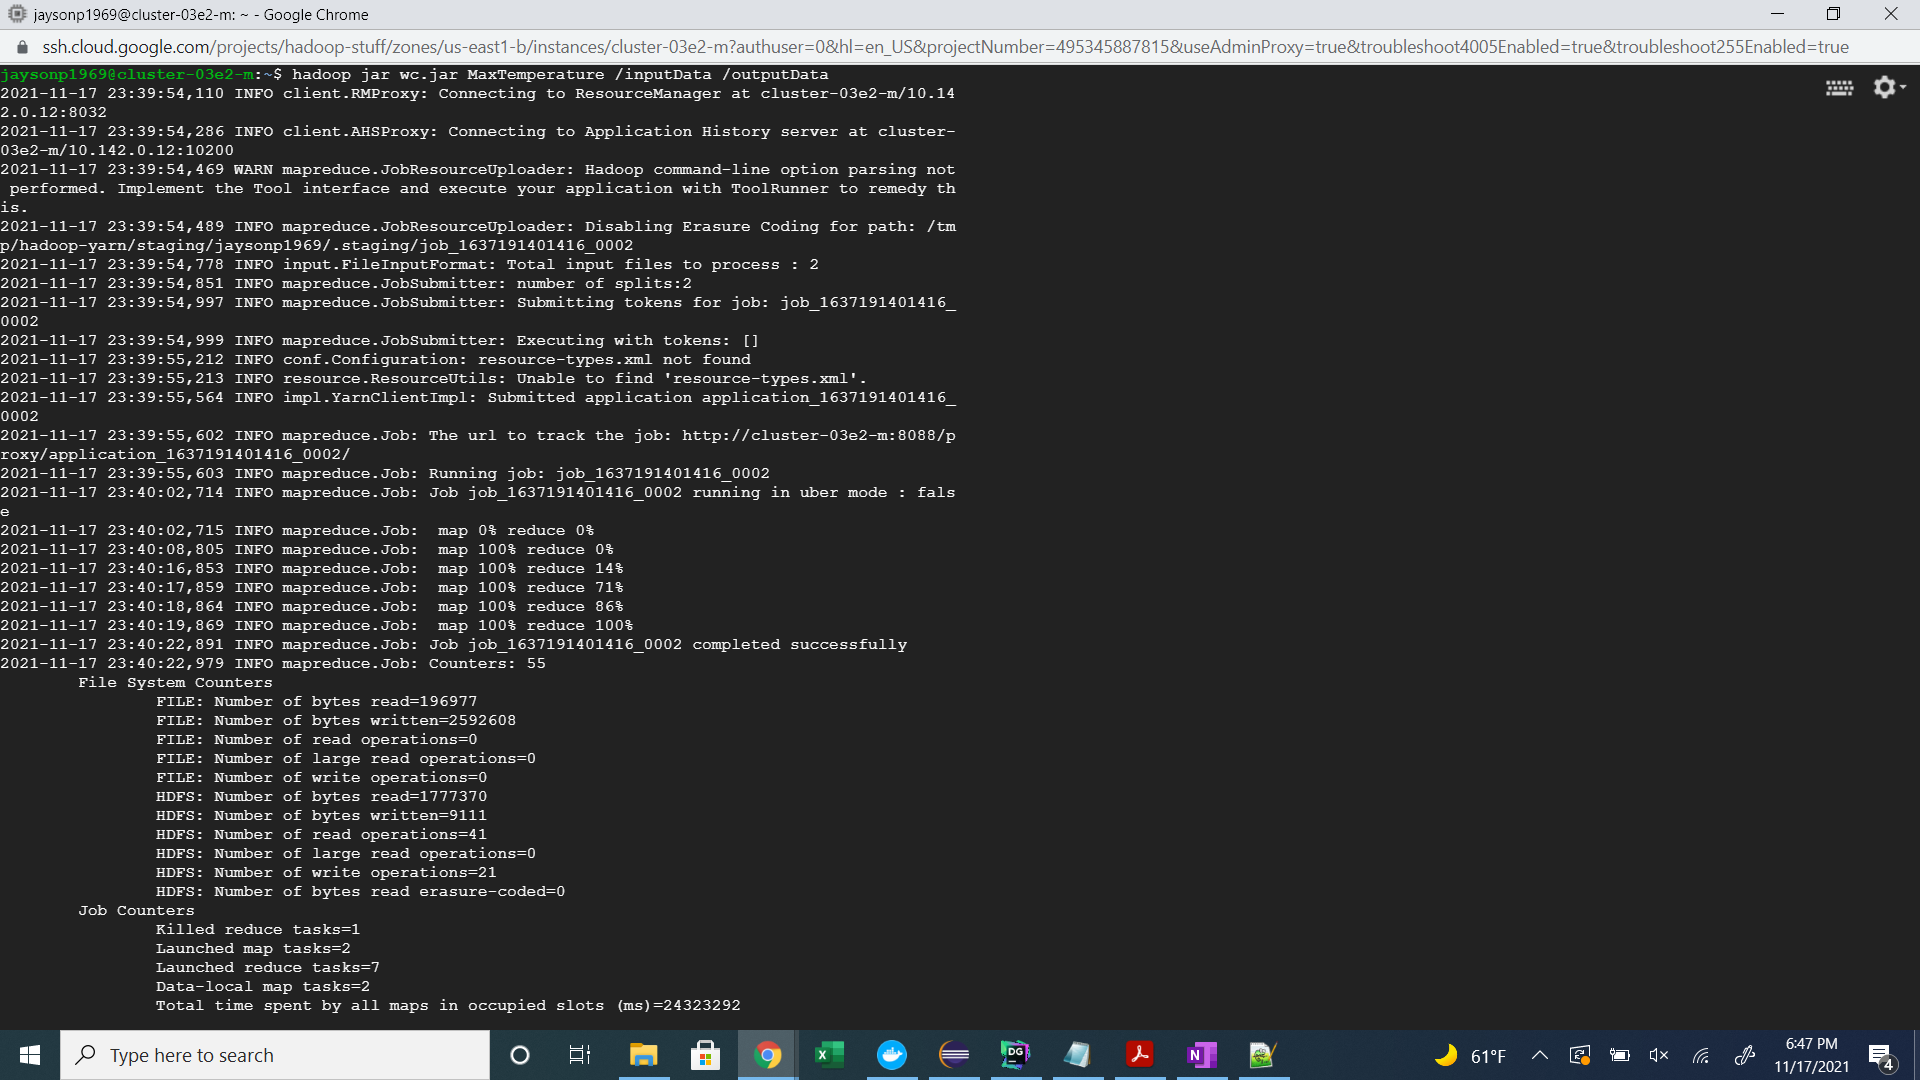 jaysonp1969@cluster-03e2-m: ~ - Google Chrome
ssh.cloud.google.com/projects/hadoop-stuff/zones/us-east1-b/instances/cluster-03e2-m?authuser=0&hl=en_US&projectNumber=495345887815&useAdminProxy=true&troubleshoot4005Enabled=true&troubleshoot255Enabled=true
jaysonp1969@cluster-03e2-m:~$ hadoop jar wc.jar MaxTemperature /inputData /outputData
2021-11-17 23:39:54,110 INFO client.RMProxy: Connecting to ResourceManager at cluster-03e2-m/10.14
2.0.12:8032
2021-11-17 23:39:54,286 INFO client.AHSProxy: Connecting to Application History server at cluster-
03e2-m/10.142.0.12:10200
2021-11-17 23:39:54,469 WARN mapreduce.JobResourceUploader: Hadoop command-line option parsing not
 performed. Implement the Tool interface and execute your application with ToolRunner to remedy th
is.
2021-11-17 23:39:54,489 INFO mapreduce.JobResourceUploader: Disabling Erasure Coding for path: /tm
p/hadoop-yarn/staging/jaysonp1969/.staging/job_1637191401416_0002
2021-11-17 23:39:54,778 INFO input.FileInputFormat: Total input files to process : 2
2021-11-17 23:39:54,851 INFO mapreduce.JobSubmitter: number of splits:2
2021-11-17 23:39:54,997 INFO mapreduce.JobSubmitter: Submitting tokens for job: job_1637191401416_
0002
2021-11-17 23:39:54,999 INFO mapreduce.JobSubmitter: Executing with tokens: []
2021-11-17 23:39:55,212 INFO conf.Configuration: resource-types.xml not found
2021-11-17 23:39:55,213 INFO resource.ResourceUtils: Unable to find 'resource-types.xml'.
2021-11-17 23:39:55,564 INFO impl.YarnClientImpl: Submitted application application_1637191401416_
0002
2021-11-17 23:39:55,602 INFO mapreduce.Job: The url to track the job: http://cluster-03e2-m:8088/p
roxy/application_1637191401416_0002/
2021-11-17 23:39:55,603 INFO mapreduce.Job: Running job: job_1637191401416_0002
2021-11-17 23:40:02,714 INFO mapreduce.Job: Job job_1637191401416_0002 running in uber mode : fals
e
2021-11-17 23:40:02,715 INFO mapreduce.Job:  map 0% reduce 0%
2021-11-17 23:40:08,805 INFO mapreduce.Job:  map 100% reduce 0%
2021-11-17 23:40:16,853 INFO mapreduce.Job:  map 100% reduce 14%
2021-11-17 23:40:17,859 INFO mapreduce.Job:  map 100% reduce 71%
2021-11-17 23:40:18,864 INFO mapreduce.Job:  map 100% reduce 86%
2021-11-17 23:40:19,869 INFO mapreduce.Job:  map 100% reduce 100%
2021-11-17 23:40:22,891 INFO mapreduce.Job: Job job_1637191401416_0002 completed successfully
2021-11-17 23:40:22,979 INFO mapreduce.Job: Counters: 55
File System Counters
FILE: Number of bytes read=196977
FILE: Number of bytes written=2592608
FILE: Number of read operations=0
FILE: Number of large read operations=0
FILE: Number of write operations=0
HDFS: Number of bytes read=1777370
HDFS: Number of bytes written=9111
HDFS: Number of read operations=41
HDFS: Number of large read operations=0
HDFS: Number of write operations=21
HDFS: Number of bytes read erasure-coded=0
Job Counters
Killed reduce tasks=1
Launched map tasks=2
Launched reduce tasks=7
Data-local map tasks=2
Total time spent by all maps in occupied slots (ms)=24323292
Type here to search
DG
N
61°F
6:47 PM
11/17/2021
4